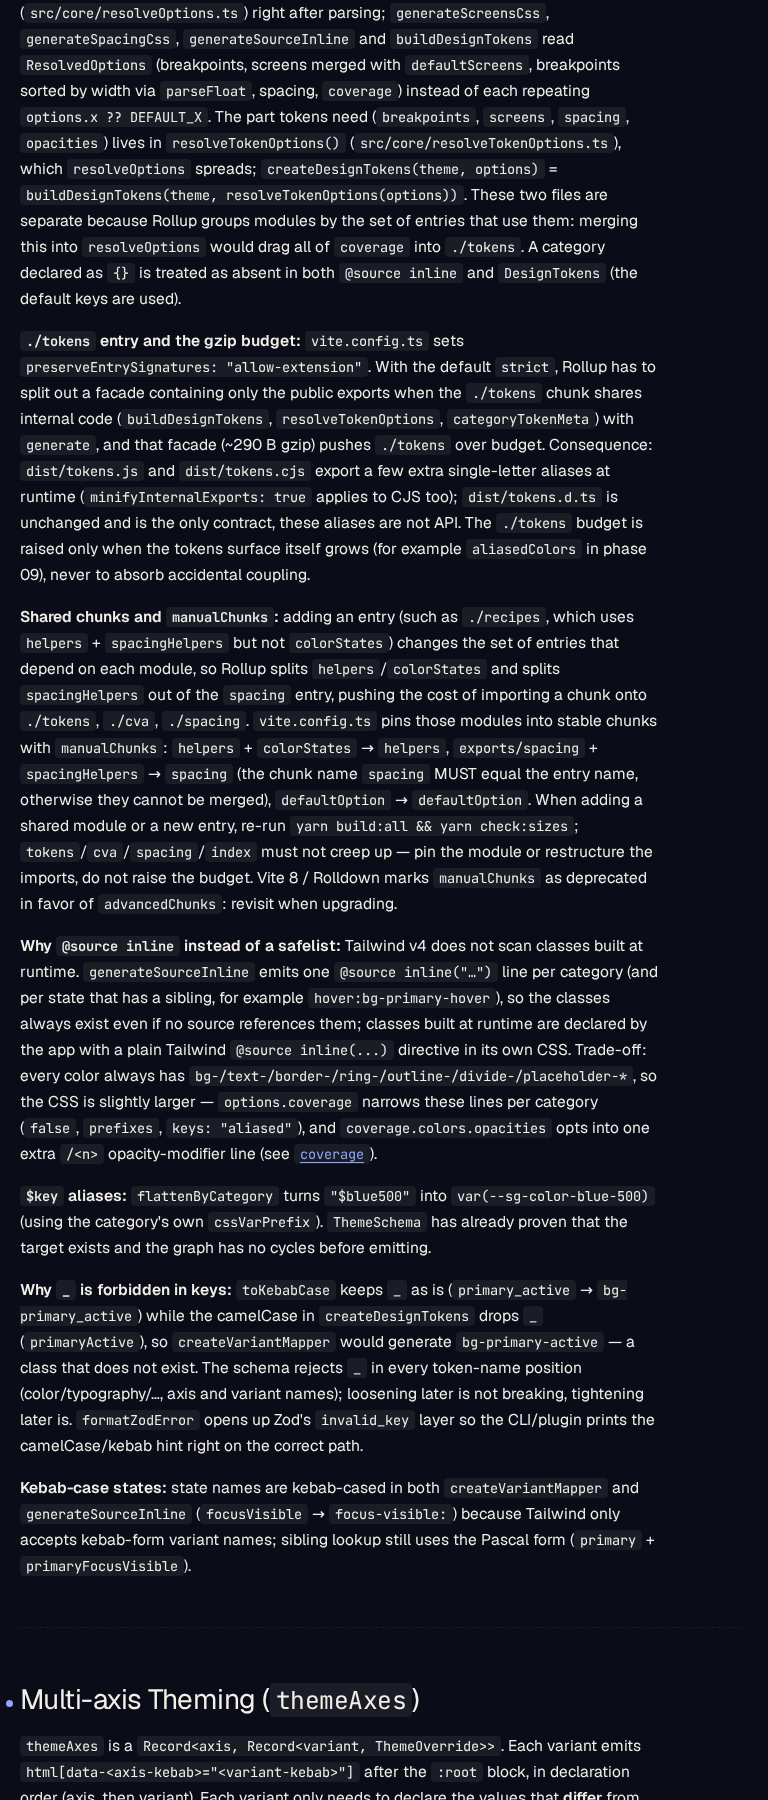 ( src/core/resolveOptions.ts ) right after parsing; generateScreensCss ,
generateSpacingCss , generateSourceInline and buildDesignTokens read
ResolvedOptions (breakpoints, screens merged with defaultScreens , breakpoints
sorted by width via parseFloat , spacing, coverage ) instead of each repeating
options.x ?? DEFAULT_X . The part tokens need ( breakpoints , screens , spacing ,
opacities ) lives in resolveTokenOptions() ( src/core/resolveTokenOptions.ts ),
which resolveOptions spreads; createDesignTokens(theme, options) =
buildDesignTokens(theme, resolveTokenOptions(options)) . These two files are
separate because Rollup groups modules by the set of entries that use them: merging
this into resolveOptions would drag all of coverage into ./tokens . A category
declared as {} is treated as absent in both @source inline and DesignTokens (the
default keys are used).
./tokens entry and the gzip budget: vite.config.ts sets
preserveEntrySignatures: "allow-extension" . With the default strict , Rollup has to
split out a facade containing only the public exports when the ./tokens chunk shares
internal code ( buildDesignTokens , resolveTokenOptions , categoryTokenMeta ) with
generate , and that facade (~290 B gzip) pushes ./tokens over budget. Consequence:
dist/tokens.js and dist/tokens.cjs export a few extra single-letter aliases at
runtime ( minifyInternalExports: true applies to CJS too); dist/tokens.d.ts is
unchanged and is the only contract, these aliases are not API. The ./tokens budget is
raised only when the tokens surface itself grows (for example aliasedColors in phase
09), never to absorb accidental coupling.
Shared chunks and manualChunks : adding an entry (such as ./recipes , which uses
helpers + spacingHelpers but not colorStates ) changes the set of entries that
depend on each module, so Rollup splits helpers / colorStates and splits
spacingHelpers out of the spacing entry, pushing the cost of importing a chunk onto
./tokens , ./cva , ./spacing . vite.config.ts pins those modules into stable chunks
with manualChunks : helpers + colorStates → helpers , exports/spacing +
spacingHelpers → spacing (the chunk name spacing MUST equal the entry name,
otherwise they cannot be merged), defaultOption → defaultOption . When adding a
shared module or a new entry, re-run yarn build:all && yarn check:sizes ;
tokens / cva / spacing / index must not creep up — pin the module or restructure the
imports, do not raise the budget. Vite 8 / Rolldown marks manualChunks as deprecated
in favor of advancedChunks : revisit when upgrading.
Why @source inline instead of a safelist: Tailwind v4 does not scan classes built at
runtime. generateSourceInline emits one @source inline("…") line per category (and
per state that has a sibling, for example hover:bg-primary-hover ), so the classes
always exist even if no source references them; classes built at runtime are declared by
the app with a plain Tailwind @source inline(...) directive in its own CSS. Trade-off:
every color always has bg-/text-/border-/ring-/outline-/divide-/placeholder-* , so
the CSS is slightly larger — options.coverage narrows these lines per category
( false , prefixes , keys: "aliased" ), and coverage.colors.opacities opts into one
extra /<n> opacity-modifier line (see coverage ).
$key aliases: flattenByCategory turns "$blue500" into var(--sg-color-blue-500)
(using the category's own cssVarPrefix ). ThemeSchema has already proven that the
target exists and the graph has no cycles before emitting.
Why _ is forbidden in keys: toKebabCase keeps _ as is ( primary_active → bg-
primary_active ) while the camelCase in createDesignTokens drops _
( primaryActive ), so createVariantMapper would generate bg-primary-active — a
class that does not exist. The schema rejects _ in every token-name position
(color/typography/…, axis and variant names); loosening later is not breaking, tightening
later is. formatZodError opens up Zod's invalid_key layer so the CLI/plugin prints the
camelCase/kebab hint right on the correct path.
Kebab-case states: state names are kebab-cased in both createVariantMapper and
generateSourceInline ( focusVisible → focus-visible: ) because Tailwind only
accepts kebab-form variant names; sibling lookup still uses the Pascal form ( primary +
primaryFocusVisible ).
Multi-axis Theming ( themeAxes )
themeAxes is a Record<axis, Record<variant, ThemeOverride>> . Each variant emits
html[data-<axis-kebab>="<variant-kebab>"] after the :root block, in declaration
order (axis, then variant). Each variant only needs to declare the values that differ from